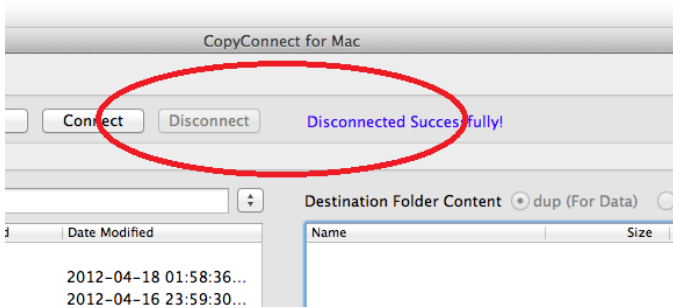 CopyConnect for Mac
Connect Disconnect Disconnected Successfully!
Destination Folder Content dup (For Data)
Date Modified Name Size
2012-04-18 01:58:36...
2012-04-16 23:59:30...